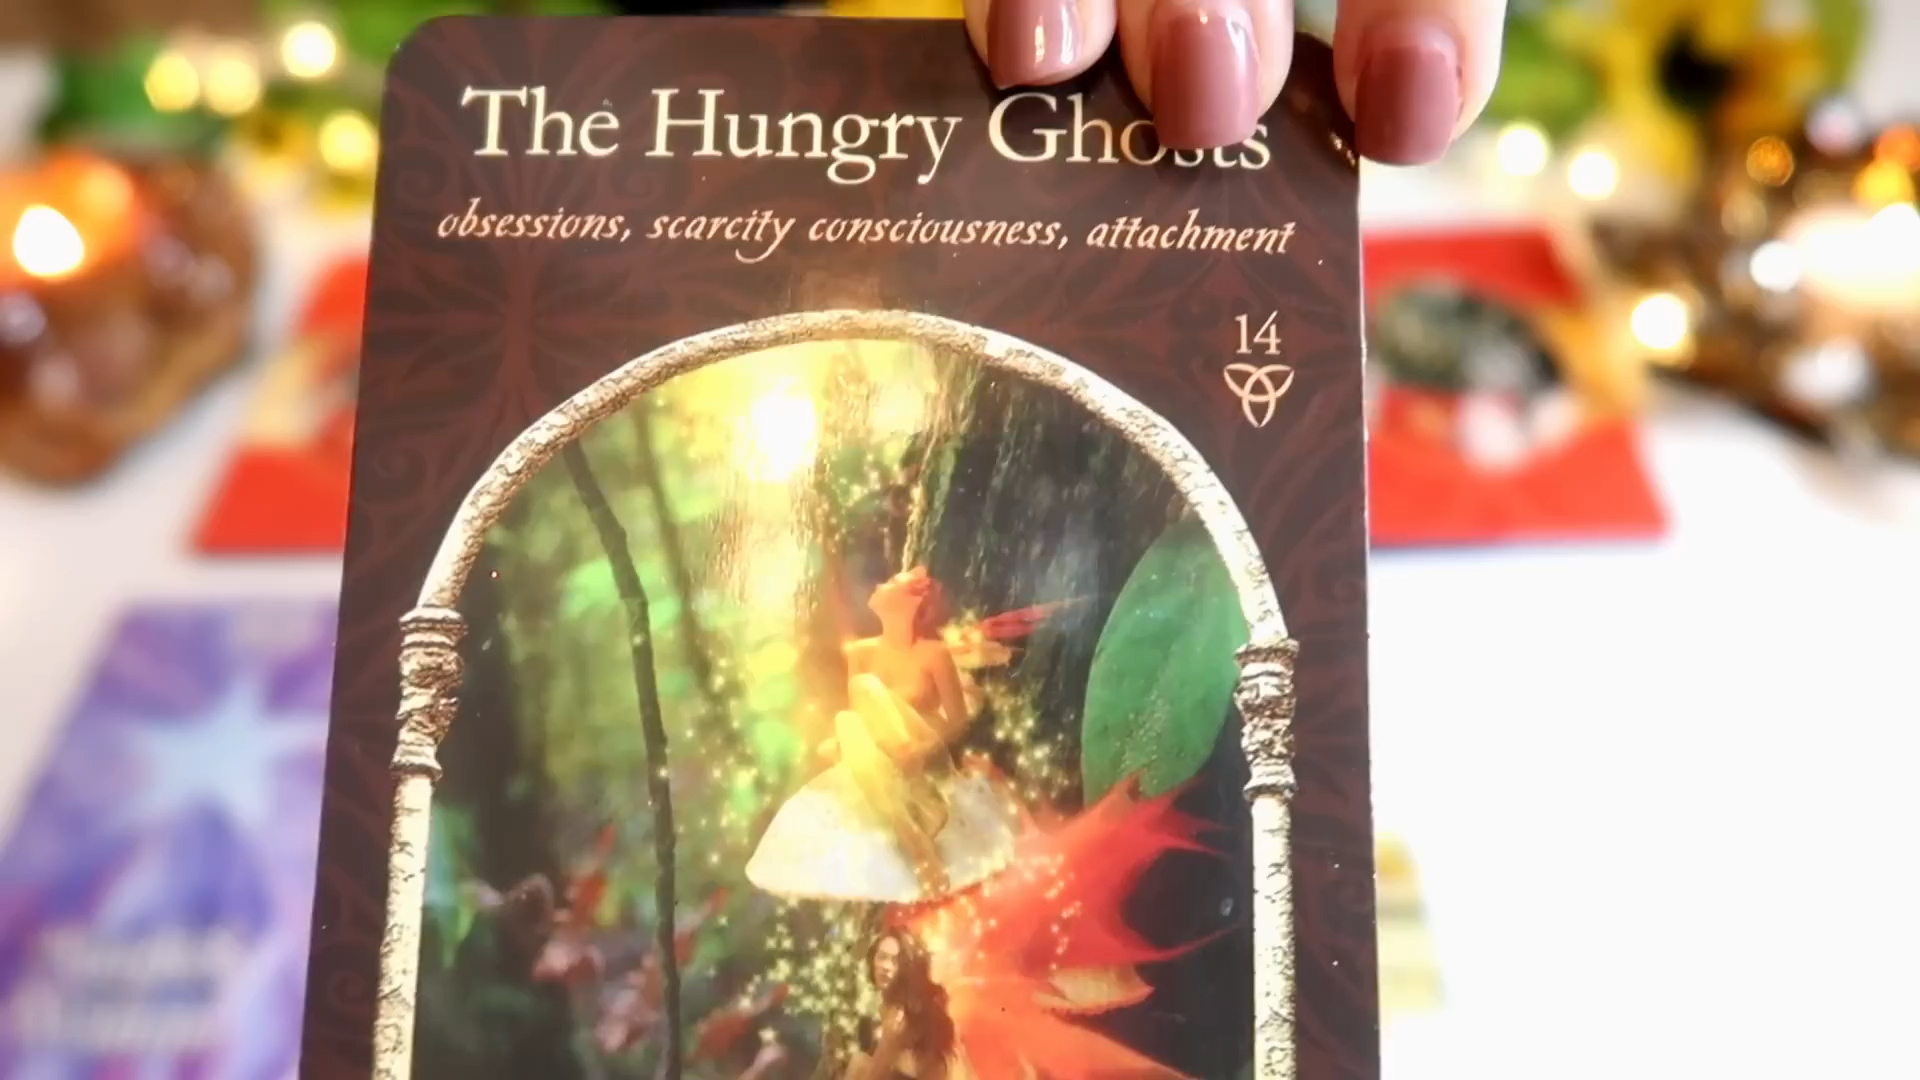 The Hungry Ghosts
obsessions, scarcity consciousness, attachment
14